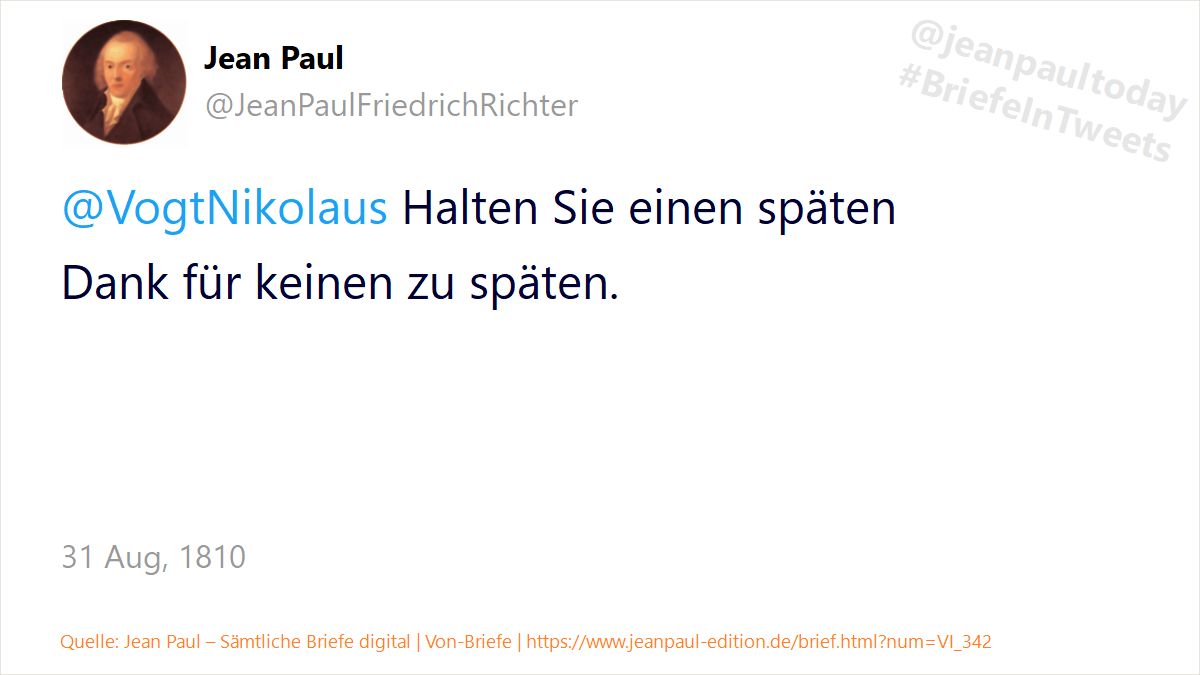 Jean Paul
@JeanPaulFriedrichRichter
@jeanpaultoday
#BriefeInTweets
@VogtNikolaus Halten Sie einen späten
Dank für keinen zu späten.
31 Aug, 1810
Quelle: Jean Paul – Sämtliche Briefe digital | Von-Briefe | https://www.jeanpaul-edition.de/brief.html?num=VI_342